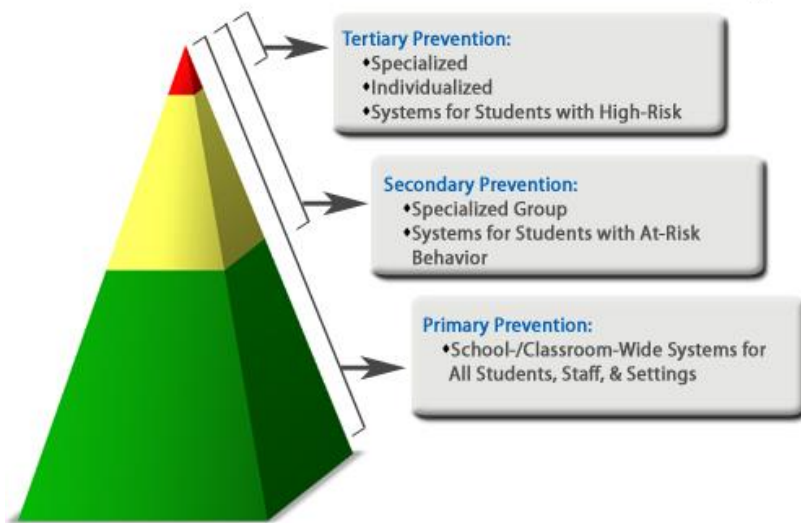 Tertiary Prevention:
♦Specialized
♦Individualized
♦Systems for Students with High-Risk
Secondary Prevention:
♦Specialized Group
♦Systems for Students with At-Risk
Behavior
Primary Prevention:
♦School-/Classroom-Wide Systems for
All Students, Staff, & Settings